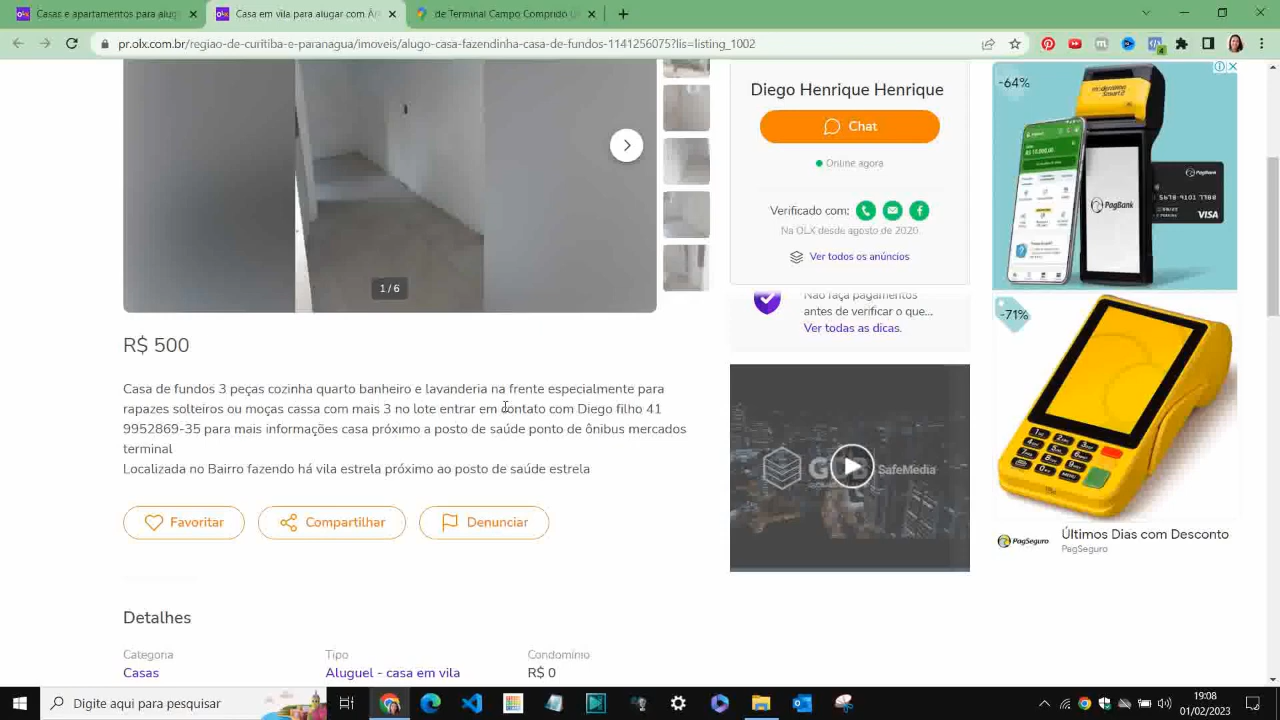 Casas e apartamentos para alugar
Casa em vila para alugar com Áre
de Terminal Campo Comprido
pr.olx.com.br/regiao-de-curitiba-e-paranagua/imoveis/alugo-casa-fazendinha-casa-de-fundos-1141256075?lis=listing_1002
1 / 6
Diego Henrique Henrique
Chat
Online agora
Verificado com:
Na OLX desde agosto de 2020.
Ver todos os anúncios
Não faça pagamentos
antes de verificar o que...
Ver todas as dicas.
R$ 500
Casa de fundos 3 peças cozinha quarto banheiro e lavanderia na frente especialmente para
rapazes solteiros ou moças cassa com mais 3 no lote entrar em contato com Diego filho 41
9952869-35 para mais informações casa próximo a posto de saúde ponto de ônibus mercados
terminal
Localizada no Bairro fazendo há vila estrela próximo ao posto de saúde estrela
Favoritar
Compartilhar
Denunciar
Detalhes
Categoria
Tipo
Condomínio
Casas
Aluguel - casa em vila
R$ 0
SafeMedia
-64%
PagBank
VISA
-71%
PagSeguro
Últimos Dias com Desconto
PagSeguro
Digite aqui para pesquisar
19:08
01/02/2023